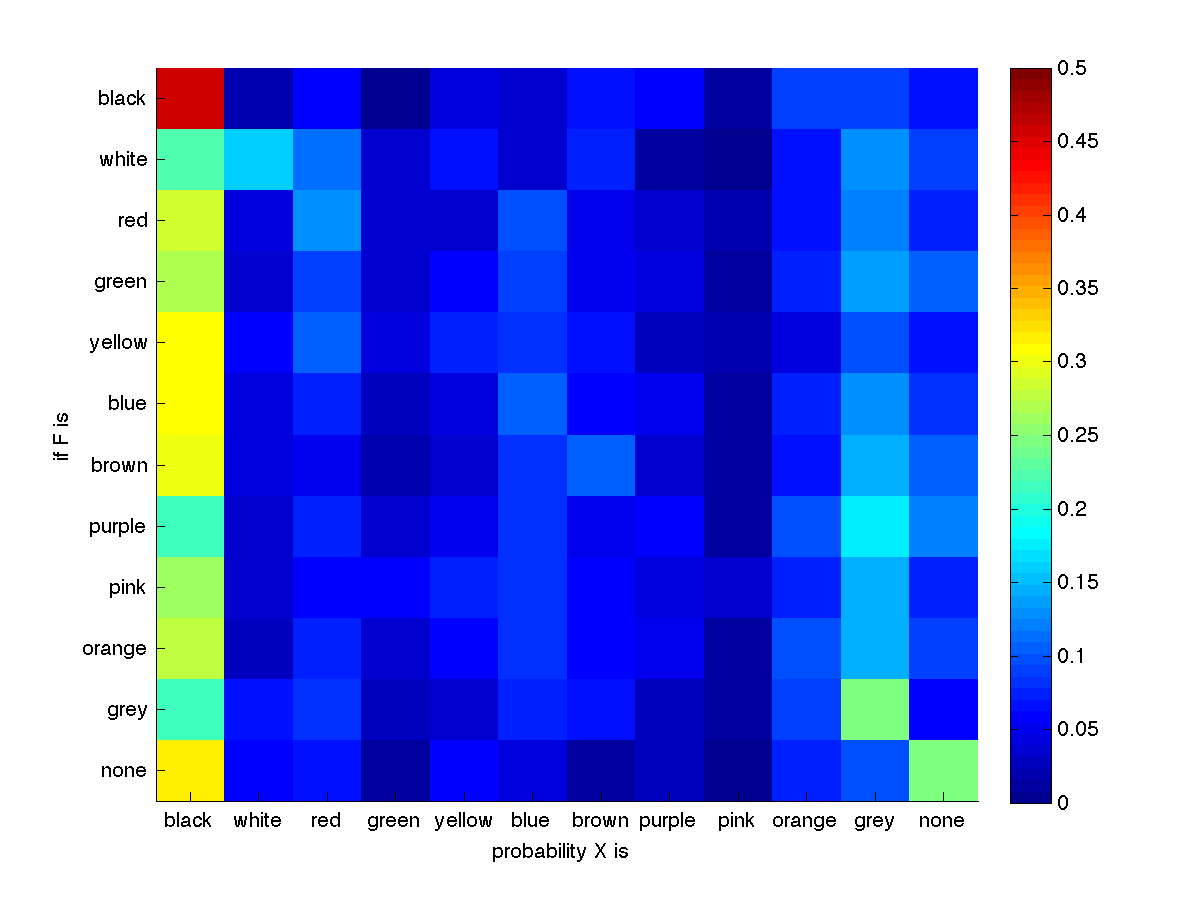 if F is
black
white
red
green
yellow
blue
brown
purple
pink
orange
grey
none
black white red green yellow blue brown purple pink orange grey none
probability X is
0.5
0.45
0.4
0.35
0.3
0.25
0.2
0.15
0.1
0.05
0